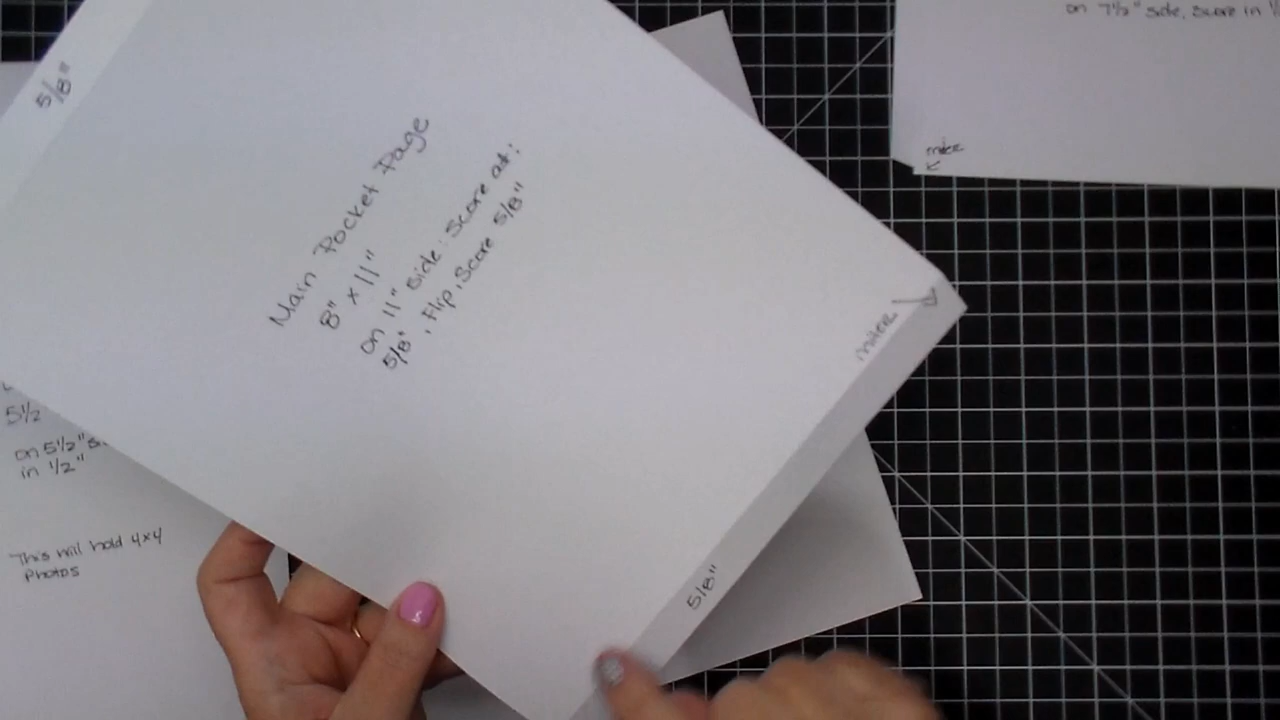 on 7½" side, score in
miter
5/8"
Main Pocket Page
8" x 11"
on 11" side: Score at:
5/8", Flip, Score 5/8"
miter
5/8"
5½
on 5½"
in ½"
This will hold 4x4
Photos